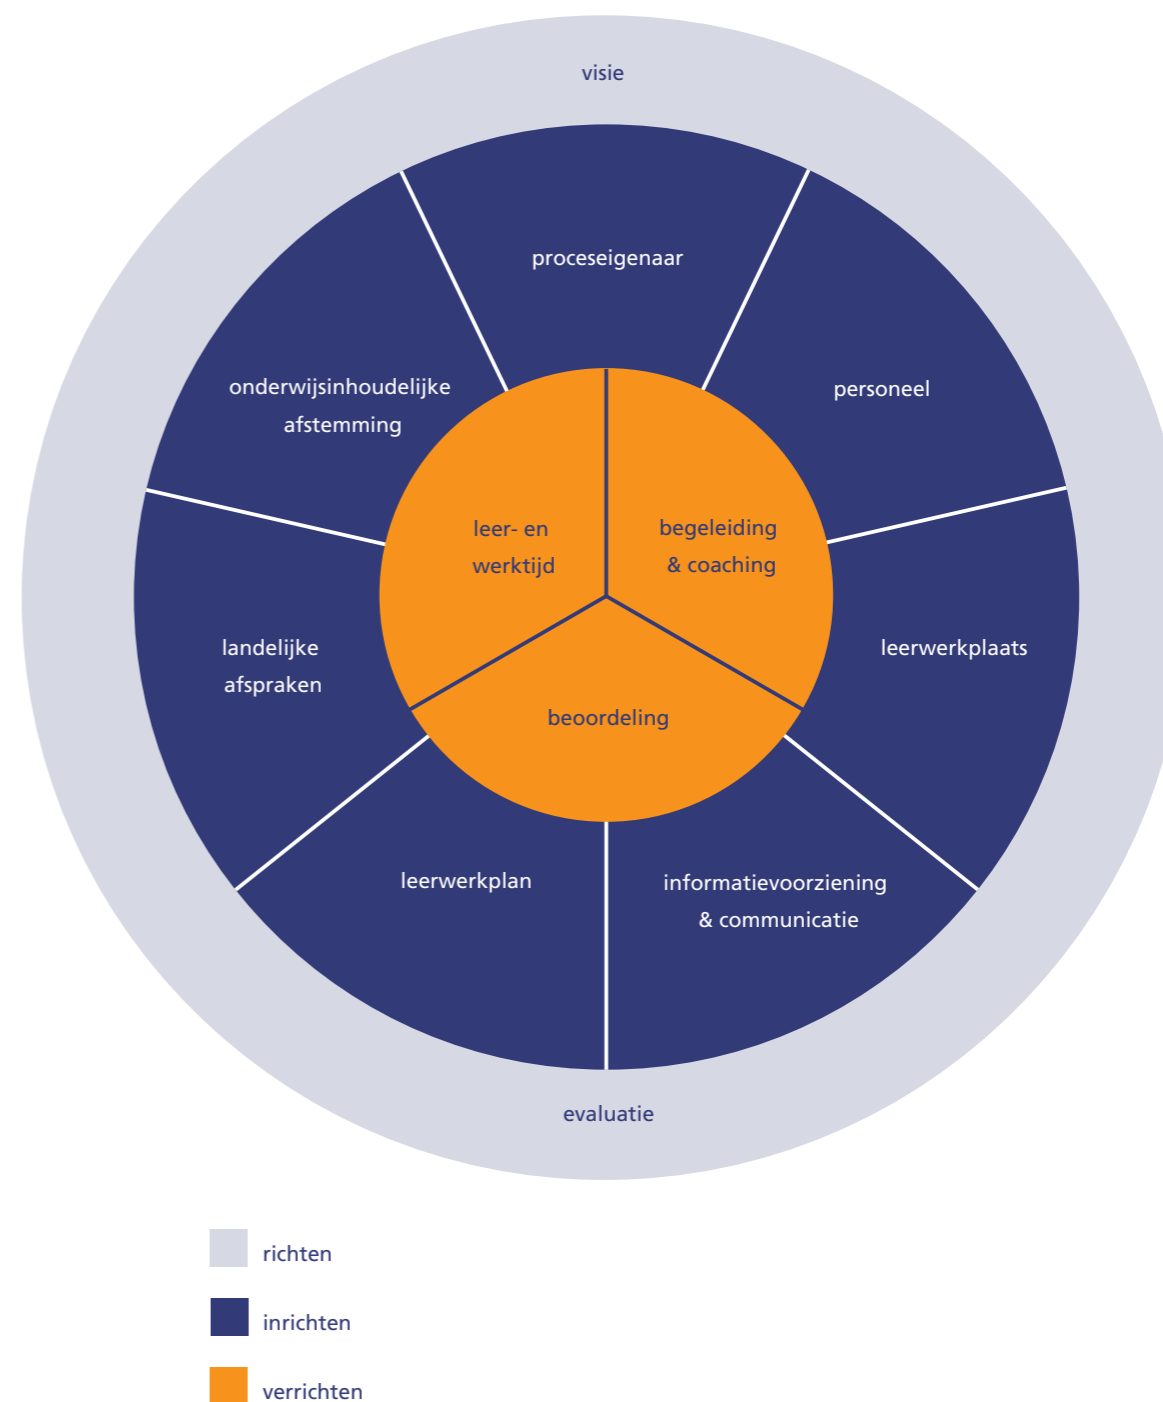 visie
proceseigenaar
onderwijsinhoudelijke
afstemming
personeel
leer- en
werktijd
begeleiding
& coaching
landelijke
afspraken
leerwerkplaats
beoordeling
leerwerkplan
informatievoorziening
& communicatie
evaluatie
richten
inrichten
verrichten